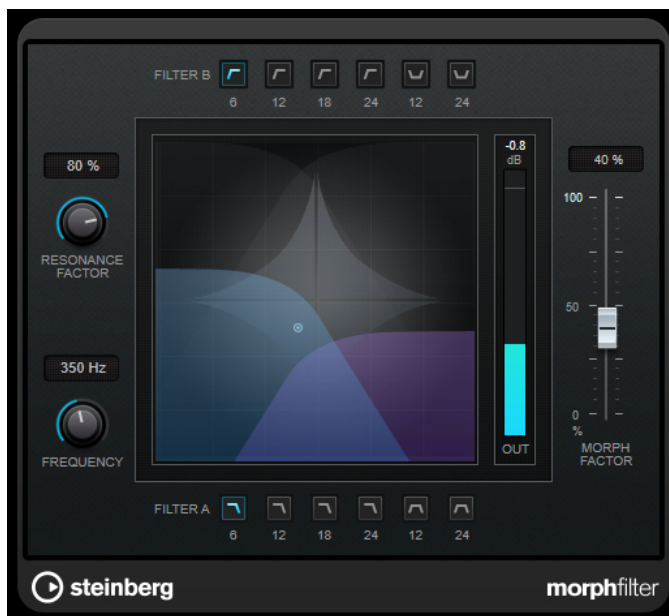 FILTER B
6 12 18 24 12 24
-0.8
dB
80 %
40 %
100
RESONANCE
FACTOR
50
350 Hz
0
%
FREQUENCY
OUT
MORPH
FACTOR
FILTER A
6 12 18 24 12 24
steinberg
morphfilter